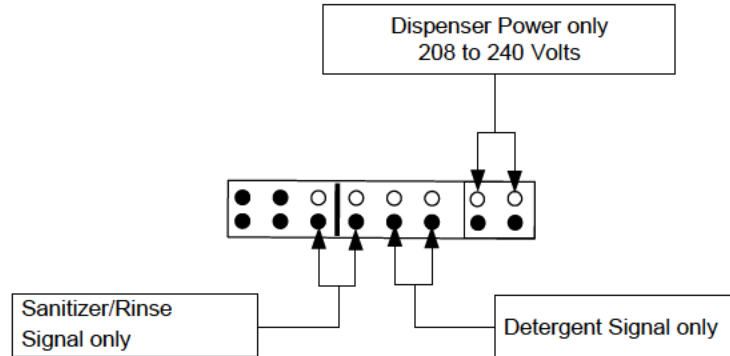 Dispenser Power only
208 to 240 Volts
Sanitizer/Rinse
Signal only
Detergent Signal only